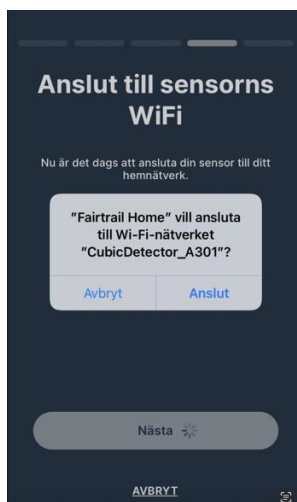 Anslut till sensorns
WiFi
Nu är det dags att ansluta din sensor till ditt
hemnätverk.
"Fairtrail Home" vill ansluta
till Wi-Fi-nätverket
"CubicDetector_A301"?
Avbryt Anslut
Nästa
AVBRYT